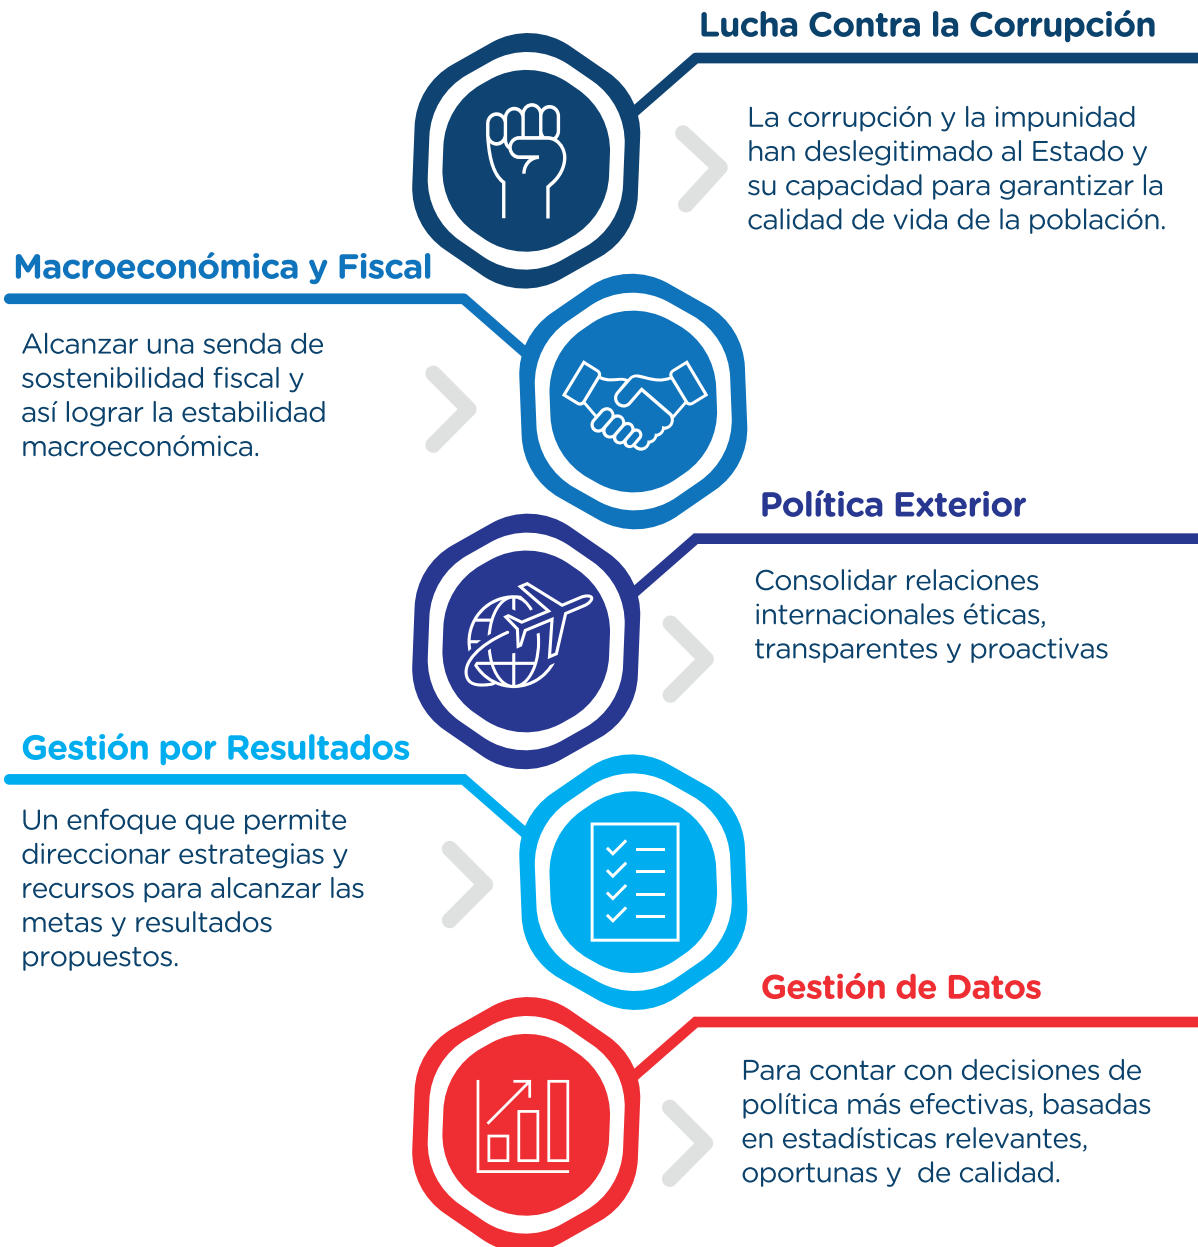 Lucha Contra la Corrupción
La corrupción y la impunidad
han deslegitimado al Estado y
su capacidad para garantizar la
calidad de vida de la población.
Macroeconómica y Fiscal
Alcanzar una senda de
sostenibilidad fiscal y
así lograr la estabilidad
macroeconómica.
Política Exterior
Consolidar relaciones
internacionales éticas,
transparentes y proactivas
Gestión por Resultados
Un enfoque que permite
direccionar estrategias y
recursos para alcanzar las
metas y resultados
propuestos.
Gestión de Datos
Para contar con decisiones de
política más efectivas, basadas
en estadísticas relevantes,
oportunas y de calidad.